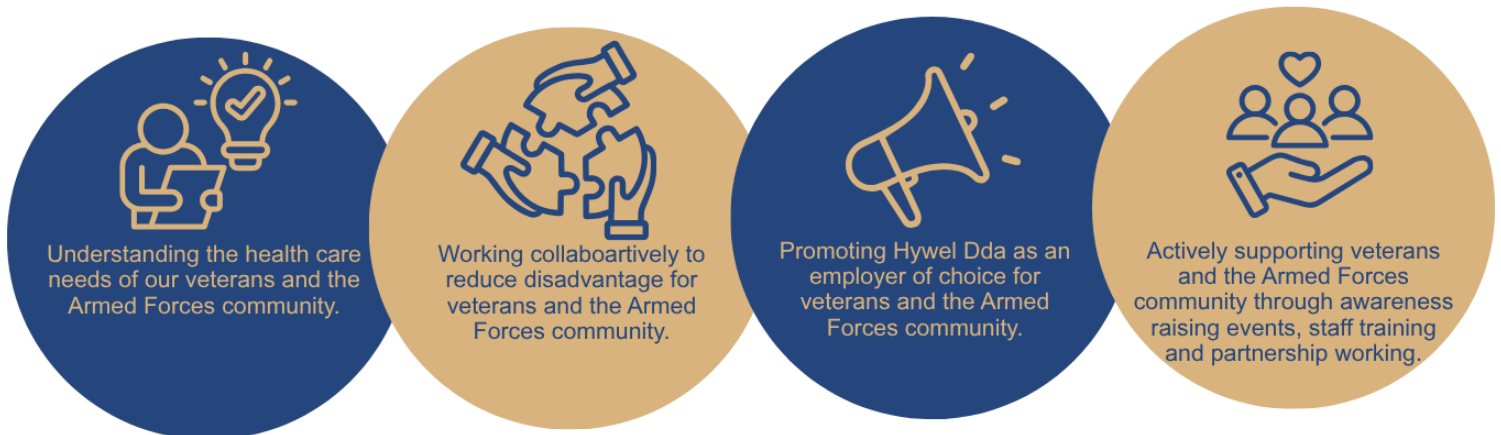 Understanding the health care
needs of our veterans and the
Armed Forces community.
Working collaboartively to
reduce disadvantage for
veterans and the Armed
Forces community.
Promoting Hywel Dda as an
employer of choice for
veterans and the Armed
Forces community.
Actively supporting veterans
and the Armed Forces
community through awareness
raising events, staff training
and partnership working.